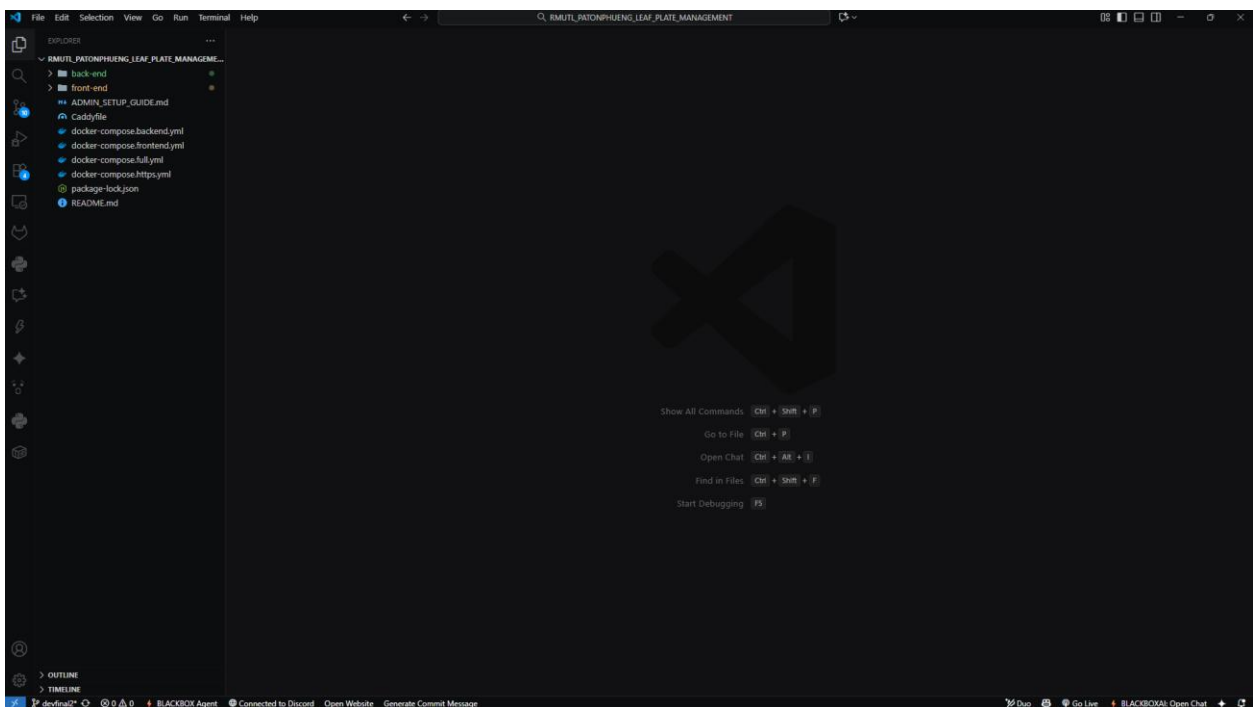 File Edit Selection View Go Run Terminal Help
RMUTL_PATONPHUENG_LEAF_PLATE_MANAGEMENT
EXPLORER
RMUTL_PATONPHUENG_LEAF_PLATE_MANAGEME...
back-end
front-end
ADMIN_SETUP_GUIDE.md
Caddyfile
docker-compose.backend.yml
docker-compose.frontend.yml
docker-compose.full.yml
docker-compose.https.yml
package-lock.json
README.md
Show All Commands Ctrl + Shift + P
Go to File Ctrl + P
Open Chat Ctrl + Alt + I
Find in Files Ctrl + Shift + F
Start Debugging F5
OUTLINE
TIMELINE
devfinal2* 0 0 BLACKBOX Agent Connected to Discord Open Website Generate Commit Message Duo Go Live BLACKBOXAI: Open Chat